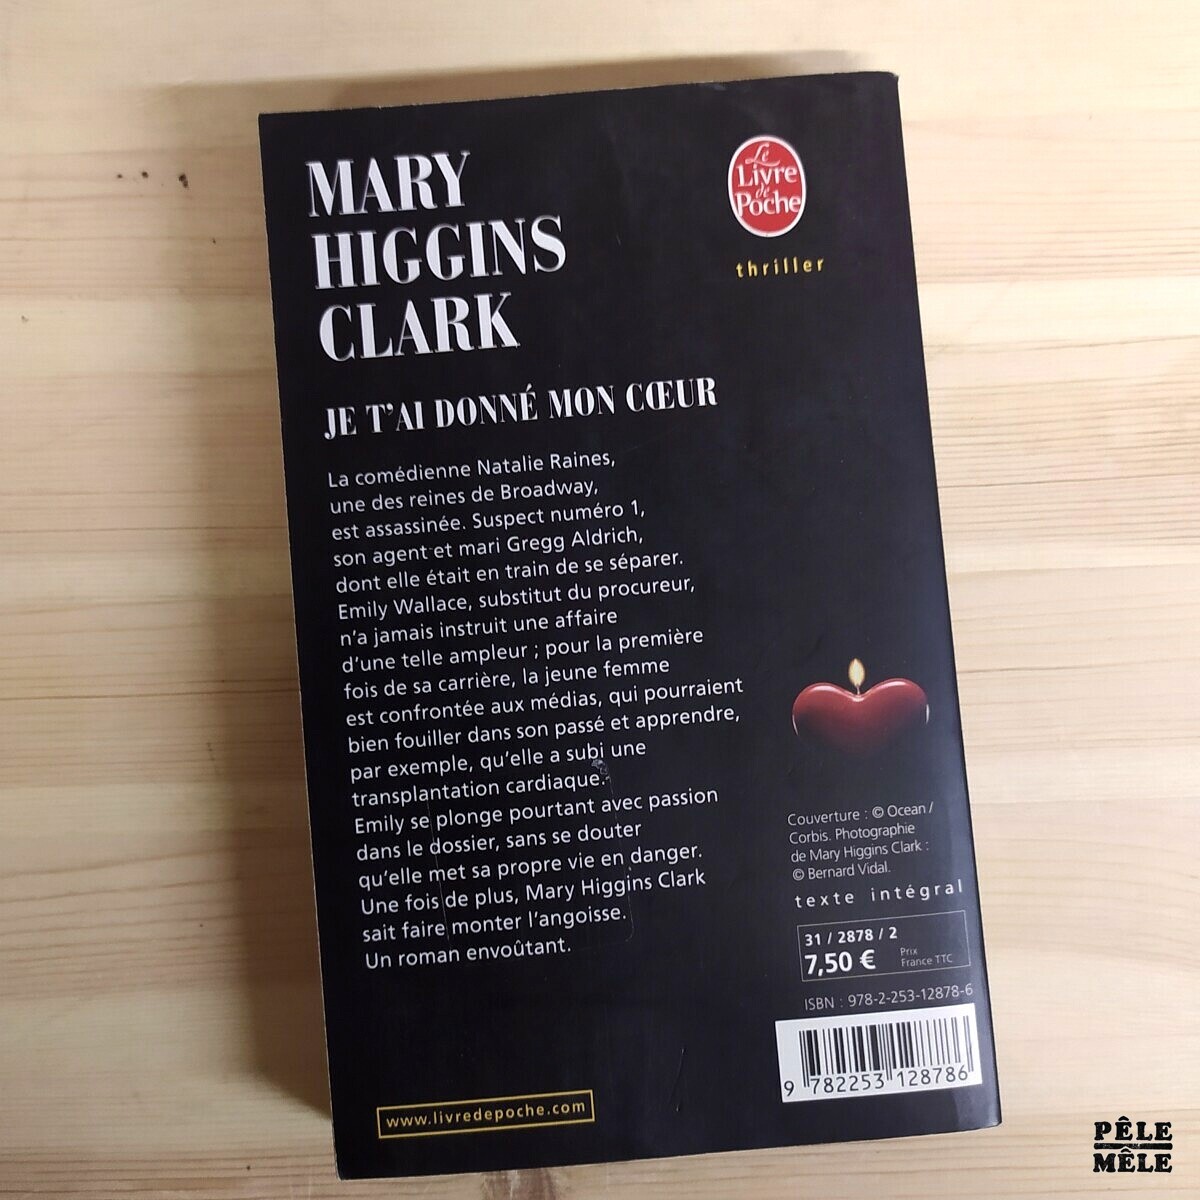 MARY
HIGGINS
CLARK
Le
Livre
de
Poche
thriller
JE T'AI DONNÉ MON CŒUR
La comédienne Natalie Raines,
une des reines de Broadway,
est assassinée. Suspect numéro 1,
son agent et mari Gregg Aldrich,
dont elle était en train de se séparer.
Emily Wallace, substitut du procureur,
n'a jamais instruit une affaire
d'une telle ampleur ; pour la première
fois de sa carrière, la jeune femme
est confrontée aux médias, qui pourraient
bien fouiller dans son passé et apprendre,
par exemple, qu'elle a subi une
transplantation cardiaque.
Emily se plonge pourtant avec passion
dans le dossier, sans se douter
qu'elle met sa propre vie en danger.
Une fois de plus, Mary Higgins Clark
sait faire monter l'angoisse.
Un roman envoûtant.
Couverture : © Ocean /
Corbis. Photographie
de Mary Higgins Clark :
© Bernard Vidal.
texte intégral
31 / 2878 / 2
7,50 € Prix
France TTC
ISBN : 978-2-253-12878-6
9 782253 128786
www.livredepoche.com
PÊLE
MÊLE